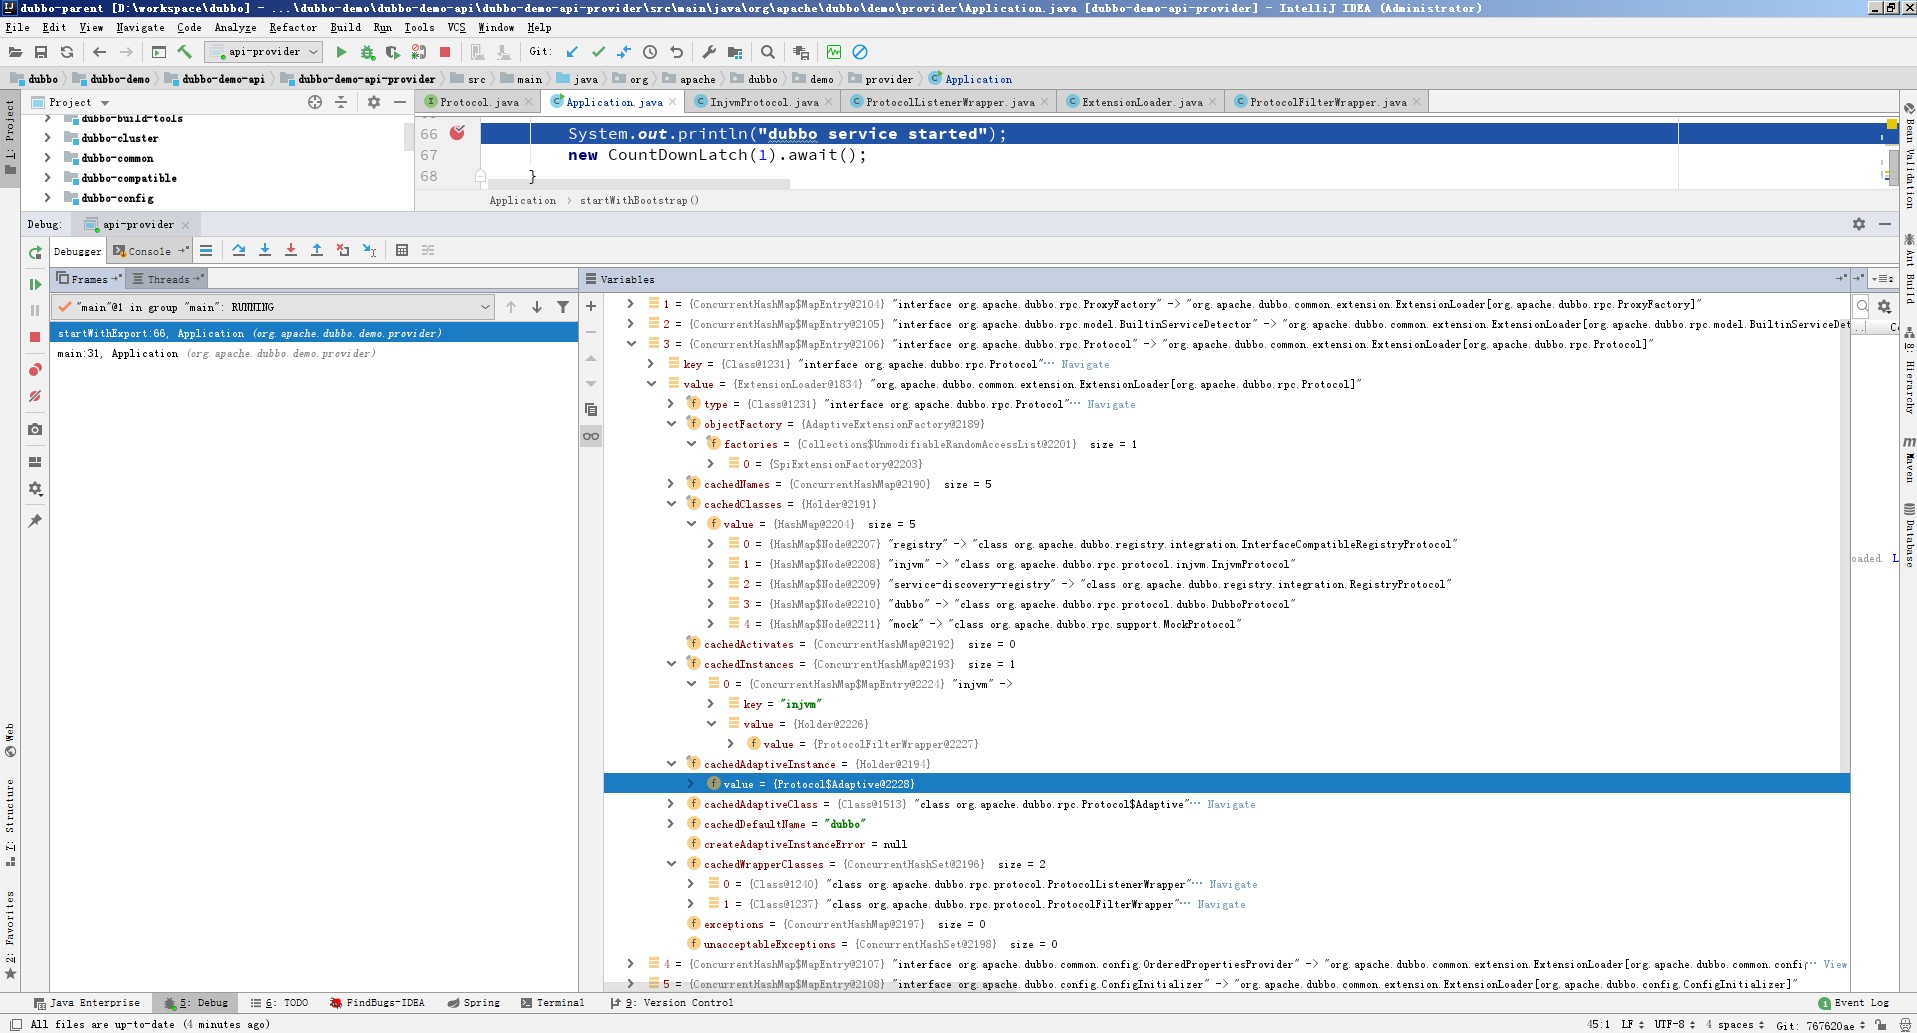 dubbo-parent [D:\workspace\dubbo] - ...\dubbo-demo\dubbo-demo-api\dubbo-demo-api-provider\src\main\java\org\apache\dubbo\demo\provider\Application.java [dubbo-demo-api-provider] - IntelliJ IDEA (Administrator)
File Edit View Navigate Code Analyze Refactor Build Run Tools VCS Window Help
api-provider Git:
dubbo dubbo-demo dubbo-demo-api dubbo-demo-api-provider src main java org apache dubbo demo provider Application
Project Protocol.java Application.java InjvmProtocol.java ProtocolListenerWrapper.java ExtensionLoader.java ProtocolFilterWrapper.java
dubbo-build-tools
dubbo-cluster
dubbo-common
dubbo-compatible
dubbo-config
66 System.out.println("dubbo service started");
67 new CountDownLatch(1).await();
68 }
Application > startWithBootstrap()
Debug: api-provider
Debugger Console
Frames Threads
Variables
"main"@1 in group "main": RUNNING
startWithExport:66, Application (org.apache.dubbo.demo.provider)
main:31, Application (org.apache.dubbo.demo.provider)
1 = {ConcurrentHashMap$MapEntry@2104} "interface org.apache.dubbo.rpc.ProxyFactory" -> "org.apache.dubbo.common.extension.ExtensionLoader[org.apache.dubbo.rpc.ProxyFactory]"
2 = {ConcurrentHashMap$MapEntry@2105} "interface org.apache.dubbo.rpc.model.BuiltinServiceDetector" -> "org.apache.dubbo.common.extension.ExtensionLoader[org.apache.dubbo.rpc.model.BuiltinServiceDet
3 = {ConcurrentHashMap$MapEntry@2106} "interface org.apache.dubbo.rpc.Protocol" -> "org.apache.dubbo.common.extension.ExtensionLoader[org.apache.dubbo.rpc.Protocol]"
key = {Class@1231} "interface org.apache.dubbo.rpc.Protocol"... Navigate
value = {ExtensionLoader@1834} "org.apache.dubbo.common.extension.ExtensionLoader[org.apache.dubbo.rpc.Protocol]"
type = {Class@1231} "interface org.apache.dubbo.rpc.Protocol"... Navigate
objectFactory = {AdaptiveExtensionFactory@2189}
factories = {Collections$UnmodifiableRandomAccessList@2201} size = 1
0 = {SpiExtensionFactory@2203}
cachedNames = {ConcurrentHashMap@2190} size = 5
cachedClasses = {Holder@2191}
value = {HashMap@2204} size = 5
0 = {HashMap$Node@2207} "registry" -> "class org.apache.dubbo.registry.integration.InterfaceCompatibleRegistryProtocol"
1 = {HashMap$Node@2208} "injvm" -> "class org.apache.dubbo.rpc.protocol.injvm.InjvmProtocol"
2 = {HashMap$Node@2209} "service-discovery-registry" -> "class org.apache.dubbo.registry.integration.RegistryProtocol"
3 = {HashMap$Node@2210} "dubbo" -> "class org.apache.dubbo.rpc.protocol.dubbo.DubboProtocol"
4 = {HashMap$Node@2211} "mock" -> "class org.apache.dubbo.rpc.support.MockProtocol"
cachedActivates = {ConcurrentHashMap@2192} size = 0
cachedInstances = {ConcurrentHashMap@2193} size = 1
0 = {ConcurrentHashMap$MapEntry@2224} "injvm" ->
key = "injvm"
value = {Holder@2226}
value = {ProtocolFilterWrapper@2227}
cachedAdaptiveInstance = {Holder@2194}
value = {Protocol$Adaptive@2228}
cachedAdaptiveClass = {Class@1513} "class org.apache.dubbo.rpc.Protocol$Adaptive"... Navigate
cachedDefaultName = "dubbo"
createAdaptiveInstanceError = null
cachedWrapperClasses = {ConcurrentHashSet@2196} size = 2
0 = {Class@1240} "class org.apache.dubbo.rpc.protocol.ProtocolListenerWrapper"... Navigate
1 = {Class@1237} "class org.apache.dubbo.rpc.protocol.ProtocolFilterWrapper"... Navigate
exceptions = {ConcurrentHashMap@2197} size = 0
unacceptableExceptions = {ConcurrentHashSet@2198} size = 0
4 = {ConcurrentHashMap$MapEntry@2107} "interface org.apache.dubbo.common.config.OrderedPropertiesProvider" -> "org.apache.dubbo.common.extension.ExtensionLoader[org.apache.dubbo.common.config... View
5 = {ConcurrentHashMap$MapEntry@2108} "interface org.apache.dubbo.config.ConfigInitializer" -> "org.apache.dubbo.common.extension.ExtensionLoader[org.apache.dubbo.config.ConfigInitializer]"
oaded. L
1: Project
Web
7: Structure
2: Favorites
Bean Validation
Ant Build
8: Hierarchy
Maven
Database
Java Enterprise 5: Debug 6: TODO FindBugs-IDEA Spring Terminal 9: Version Control 1 Event Log
All files are up-to-date (4 minutes ago) 45:1 LF UTF-8 4 spaces Git: 767620ae